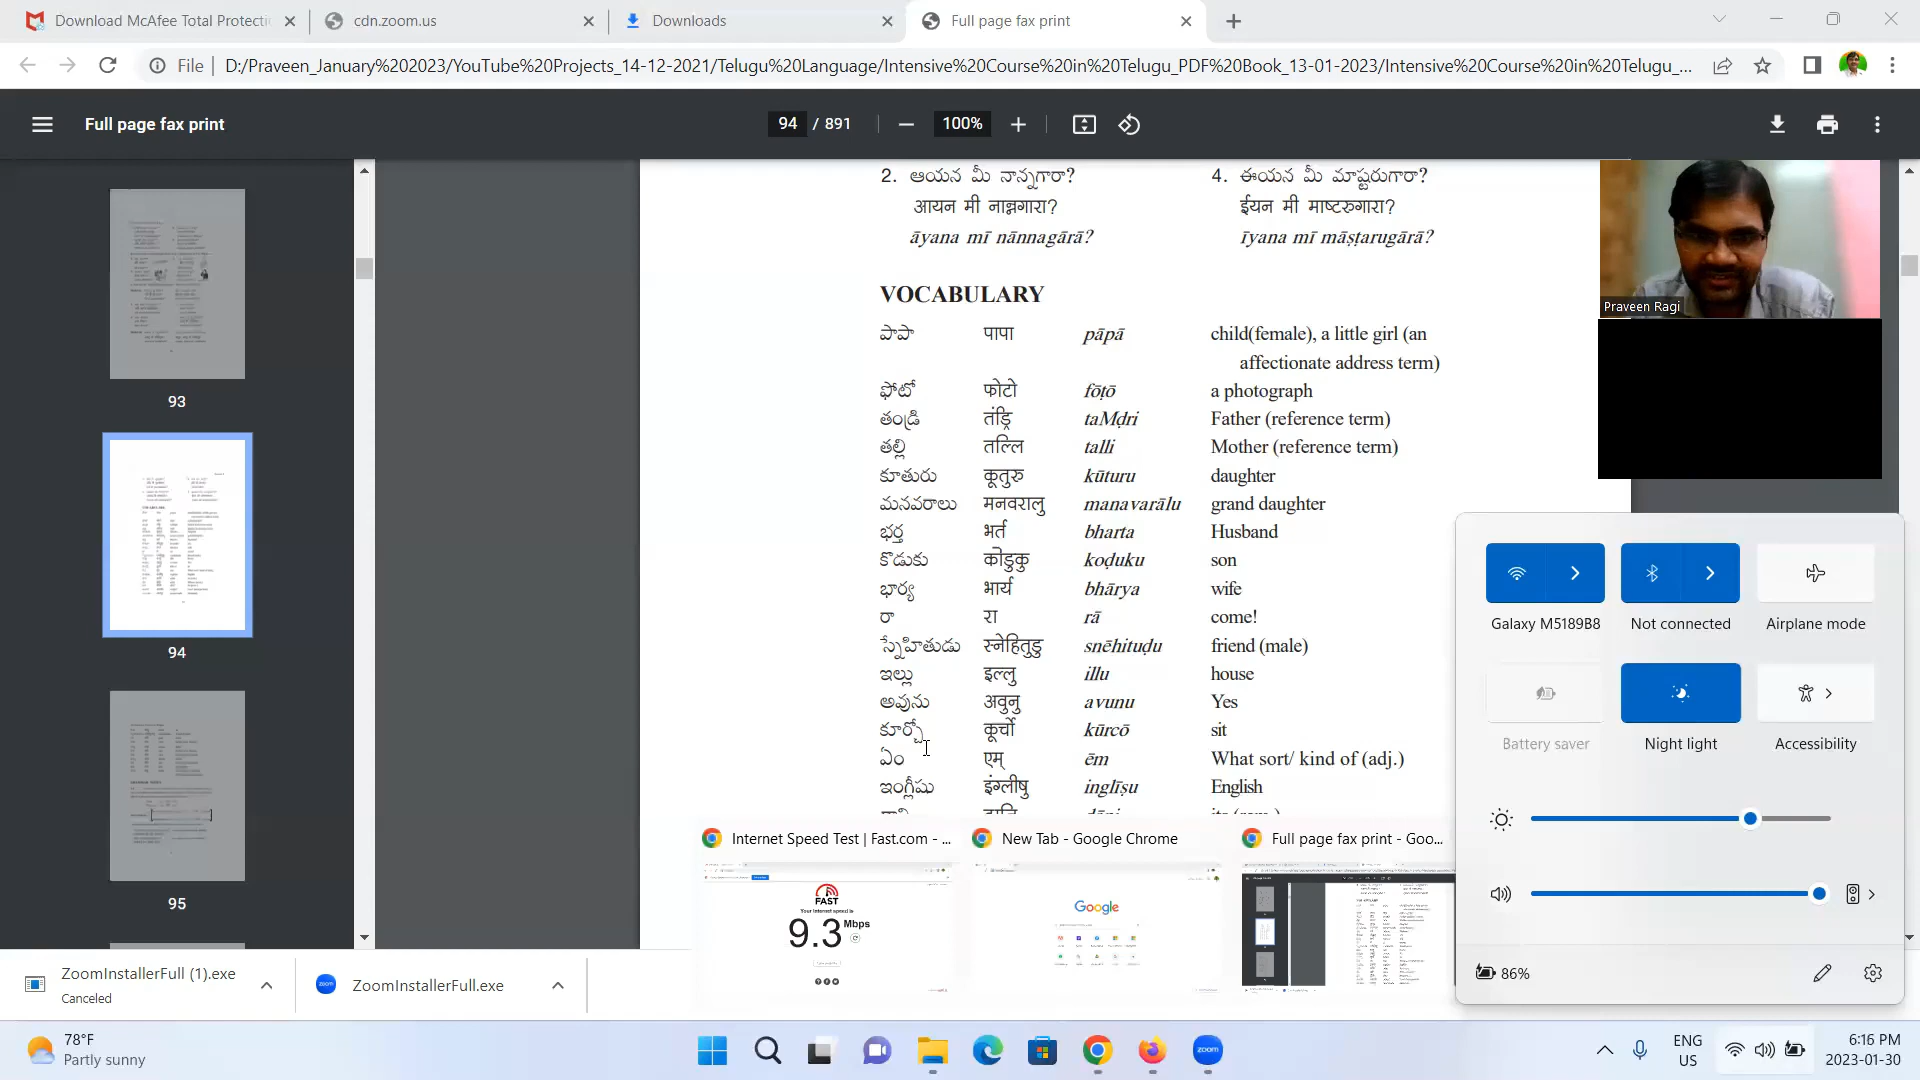 Download McAfee Total Protecti
cdn.zoom.us
Downloads
Full page fax print
File
D:/Praveen_January%202023/YouTube%20Projects_14-12-2021/Telugu%20Language/Intensive%20Course%20in%20Telugu_PDF%20Book_13-01-2023/Intensive%20Course%20in%20Telugu_...
Full page fax print
94 / 891
100%
2. ఆయన మీ నాన్నగారా?
4. ఈయన మీ మాష్టరుగారా?
आयन मी नान्नगारा?
ईयन मी माष्टरुगारा?
āyana mī nānnagārā?
īyana mī māṣṭarugārā?
Praveen Ragi
VOCABULARY
పాపా पापा pāpā child(female), a little girl (an
affectionate address term)
ఫోటో फोटो fōṭō a photograph
తండ్రి तंड्रि taMḍri Father (reference term)
తల్లి तल्लि talli Mother (reference term)
కూతురు कूतुरु kūturu daughter
మనవరాలు मनवरालु manavarālu grand daughter
భర్త भर्त bharta Husband
కొడుకు कॊडुकु koḍuku son
భార్య भार्य bhārya wife
రా रा rā come!
స్నేహితుడు स्नेहितुडु snēhituḍu friend (male)
ఇల్లు इल्लु illu house
అవును अवुनु avunu Yes
కూర్చో कूर्चो kūrcō sit
ఏం एम् ēm What sort/ kind of (adj.)
ఇంగ్లీషు इंग्लीषु inglīṣu English
93
94
95
Galaxy M5189B8
Not connected
Airplane mode
Battery saver
Night light
Accessibility
86%
Internet Speed Test | Fast.com - ...
New Tab - Google Chrome
Full page fax print - Goo...
FAST
Your Internet speed is
9.3 Mbps
Google
ZoomInstallerFull (1).exe
Canceled
ZoomInstallerFull.exe
78°F
Partly sunny
zoom
ENG
US
6:16 PM
2023-01-30